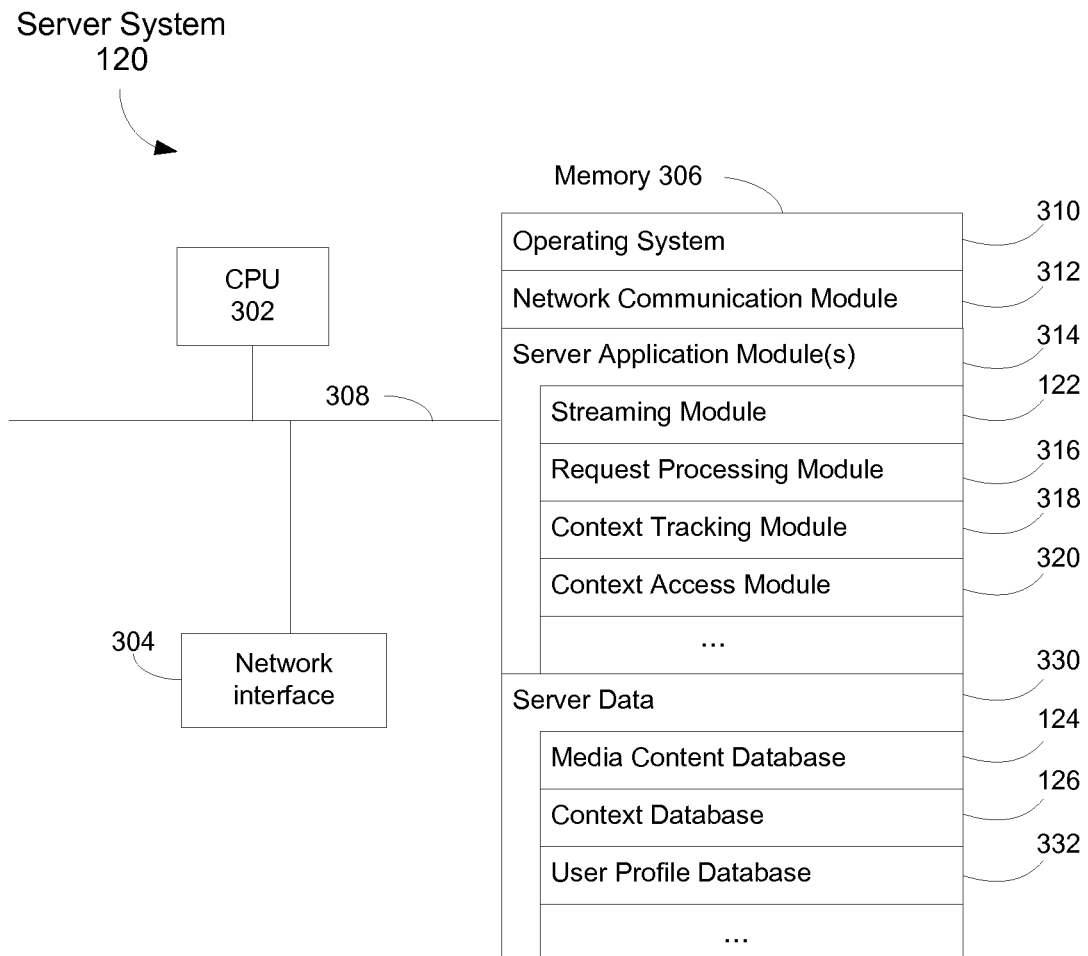 Server System
120
Memory 306
310
Operating System
312
CPU
302
Network Communication Module
314
Server Application Module(s)
308
122
Streaming Module
316
Request Processing Module
318
Context Tracking Module
320
Context Access Module
304
Network
interface
...
330
Server Data
124
Media Content Database
126
Context Database
332
User Profile Database
...